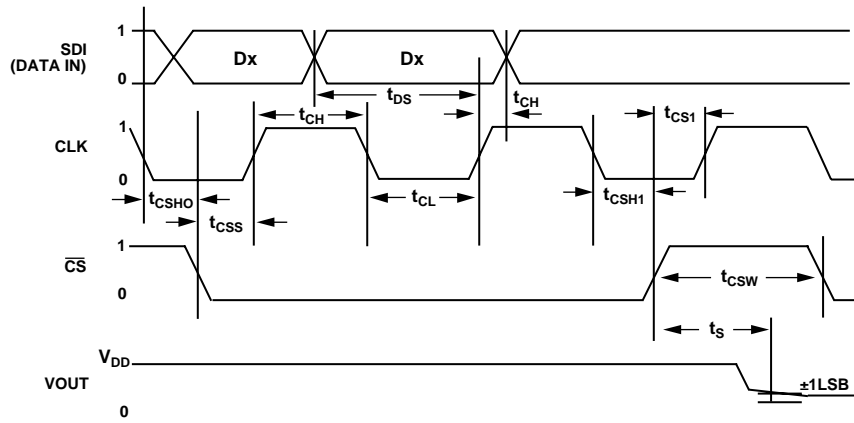 1
SDI
(DATA IN)
Dx
Dx
0
tDS
tCH
tCH
tCS1
1
CLK
0
tCSHO
tCL
tCSH1
tCSS
1
CS
tCSW
0
tS
VDD
VOUT
±1LSB
0